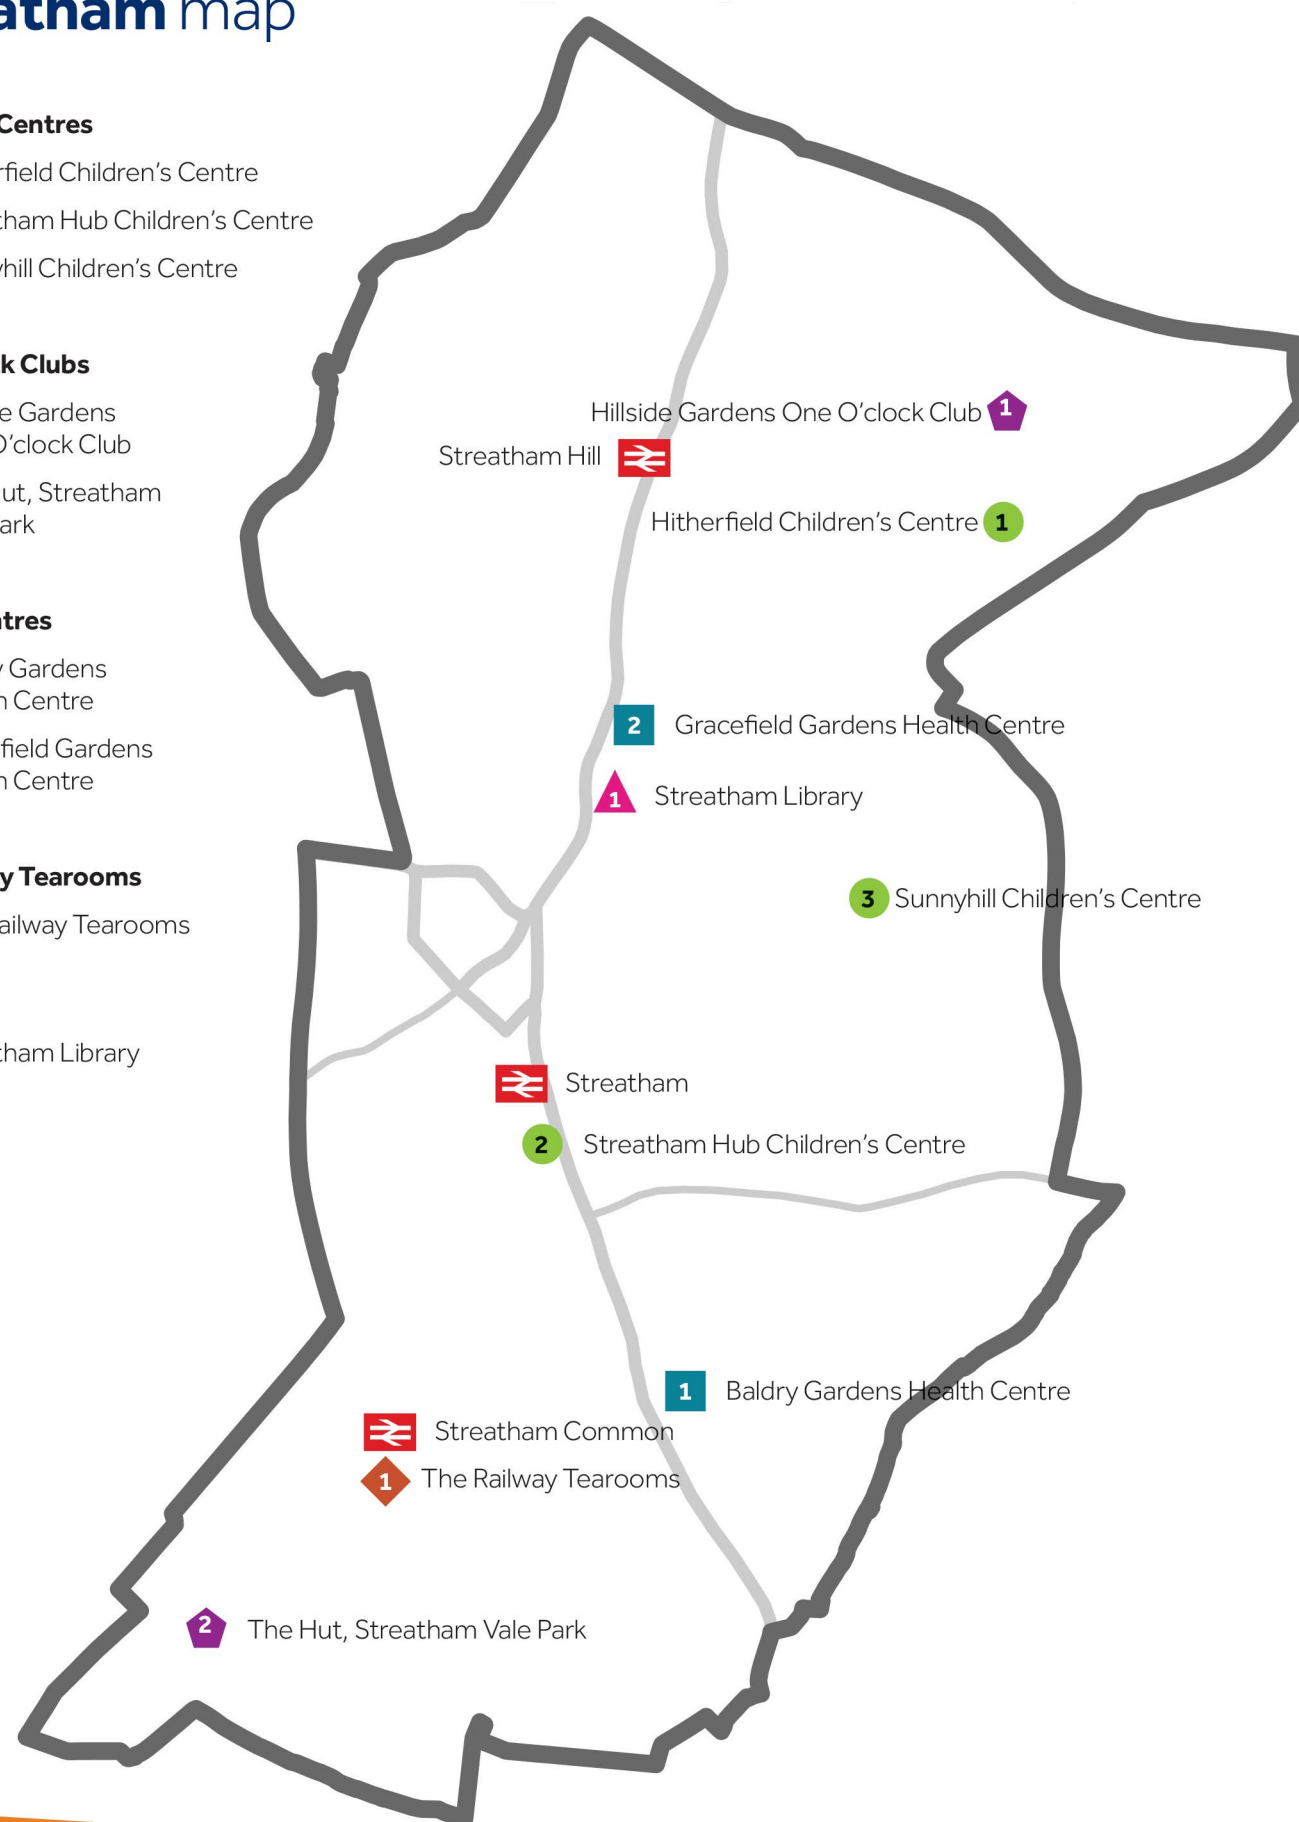 atham map
Centres
rfield Children's Centre
tham Hub Children's Centre
yhill Children's Centre
k Clubs
e Gardens
O'clock Club
ut, Streatham
ark
ntres
y Gardens
n Centre
field Gardens
n Centre
y Tearooms
ailway Tearooms
tham Library
Hillside Gardens One O'clock Club 1
Streatham Hill
Hitherfield Children's Centre 1
2 Gracefield Gardens Health Centre
1 Streatham Library
3 Sunnyhill Children's Centre
Streatham
2 Streatham Hub Children's Centre
1 Baldry Gardens Health Centre
Streatham Common
1 The Railway Tearooms
2 The Hut, Streatham Vale Park